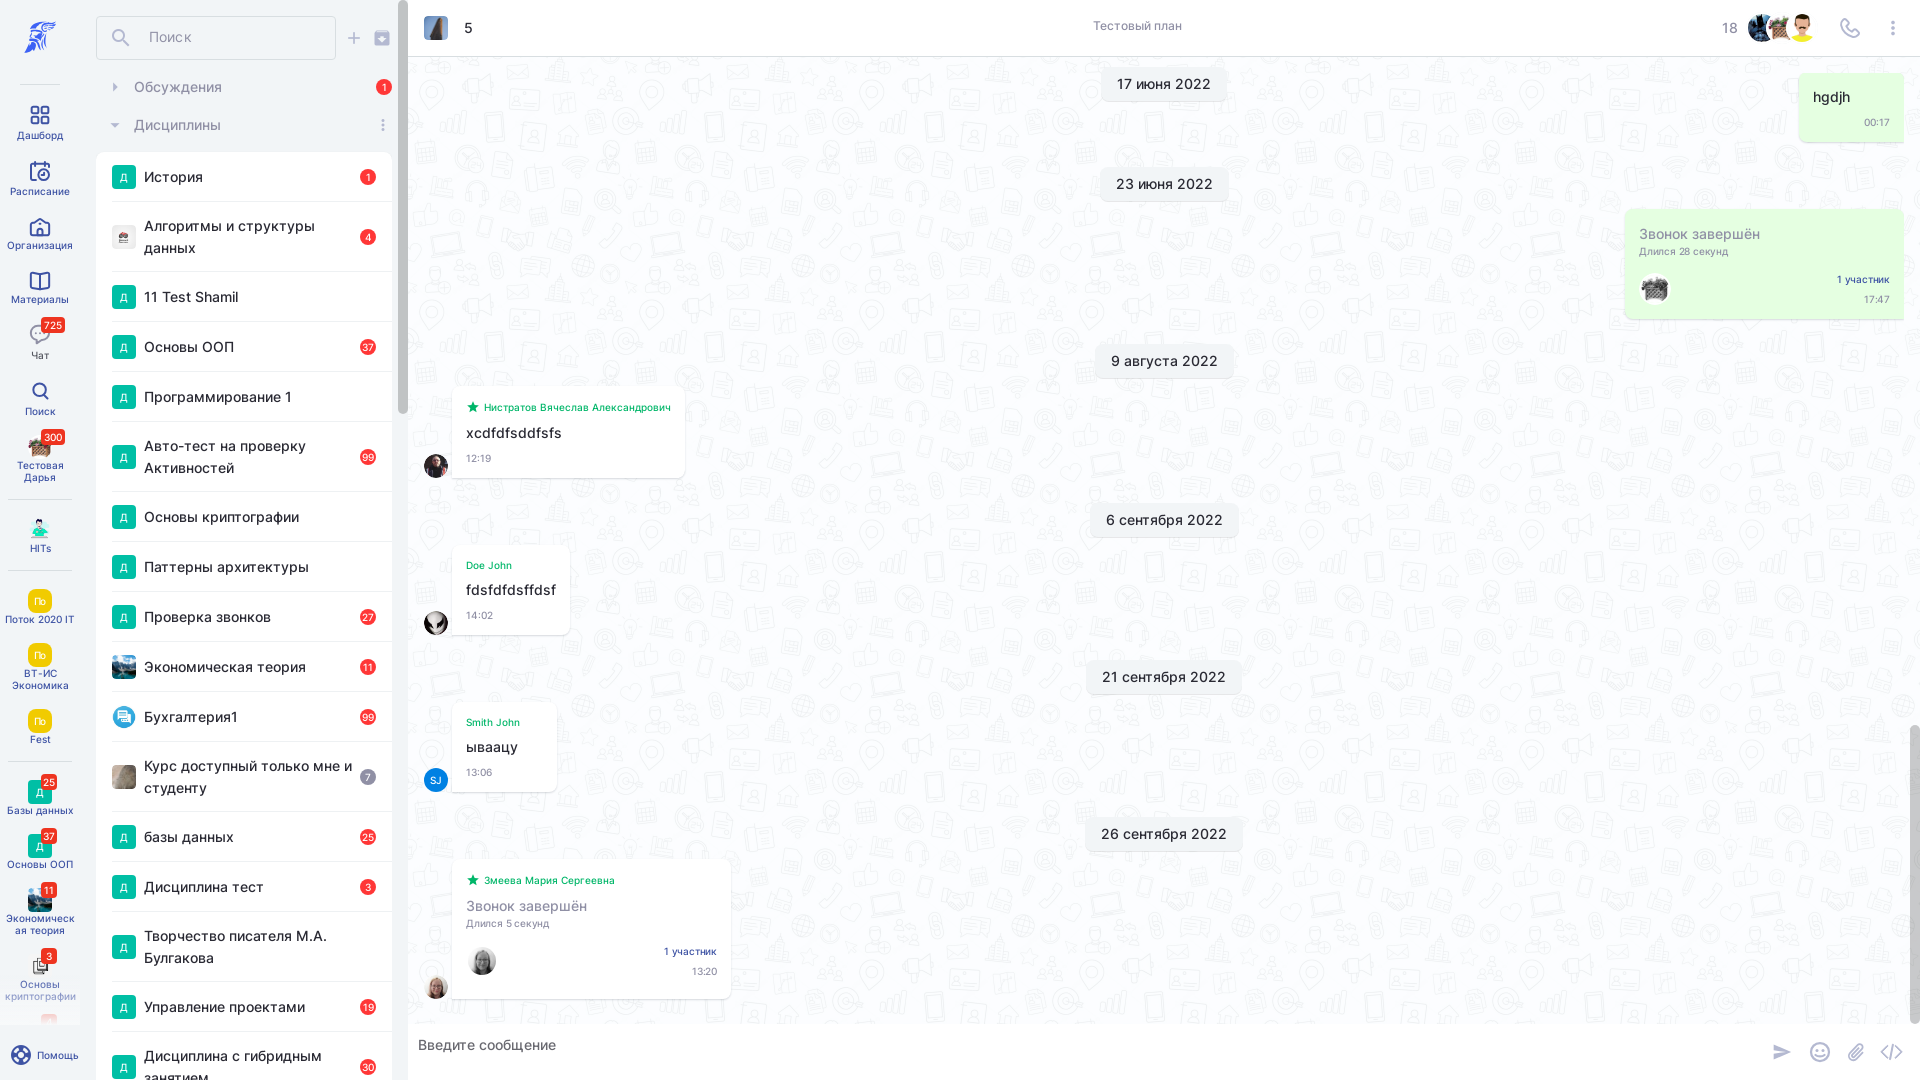 Дашборд
Расписание
Организация
Материалы
725
Чат
Поиск
300
Тестовая
Дарья
HITs
По
Поток 2020 IT
По
ВТ-ИС
Экономика
По
Fest
25
Д
Базы данных
37
Д
Основы ООП
11
Экономическ
ая теория
3
Основы
криптографии
Помощь
Поиск
Обсуждения
1
Дисциплины
Д
История
1
Алгоритмы и структуры
данных
4
Д
11 Test Shamil
Д
Основы ООП
37
Д
Программирование 1
Д
Авто-тест на проверку
Активностей
99
Д
Основы криптографии
Д
Паттерны архитектуры
Д
Проверка звонков
27
Экономическая теория
11
Бухгалтерия1
99
Курс доступный только мне и
студенту
7
Д
базы данных
25
Д
Дисциплина тест
3
Д
Творчество писателя М.А.
Булгакова
Д
Управление проектами
19
Д
Дисциплина с гибридным
занятием
30
5
Тестовый план
18
17 июня 2022
hgdjh
00:17
23 июня 2022
Звонок завершён
Длился 28 секунд
1 участник
17:47
9 августа 2022
Нистратов Вячеслав Александрович
xcdfdfsddfsfs
12:19
6 сентября 2022
Doe John
fdsfdfdsffdsf
14:02
21 сентября 2022
Smith John
ываацу
13:06
SJ
26 сентября 2022
Змеева Мария Сергеевна
Звонок завершён
Длился 5 секунд
1 участник
13:20
Введите сообщение